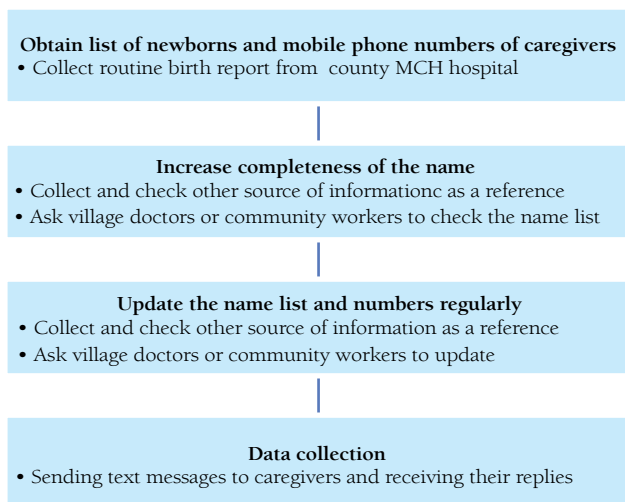 Obtain list of newborns and mobile phone numbers of caregivers
• Collect routine birth report from county MCH hospital
Increase completeness of the name
• Collect and check other source of informationc as a reference
• Ask village doctors or community workers to check the name list
Update the name list and numbers regularly
• Collect and check other source of information as a reference
• Ask village doctors or community workers to update
Data collection
• Sending text messages to caregivers and receiving their replies